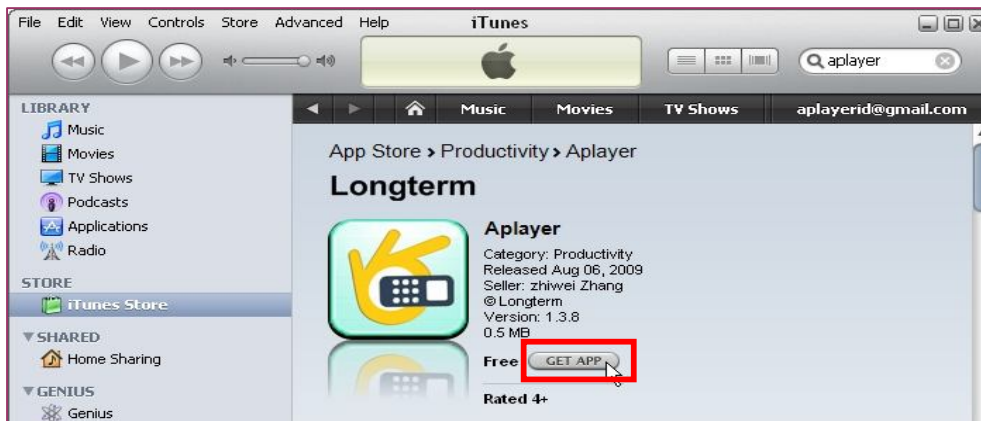 File Edit View Controls Store Advanced Help iTunes
aplayer
LIBRARY
Music
Movies
TV Shows
Podcasts
Applications
Radio
STORE
iTunes Store
SHARED
Home Sharing
GENIUS
Genius
Music Movies TV Shows aplayerid@gmail.com
App Store > Productivity > Aplayer
Longterm
Aplayer
Category: Productivity
Released Aug 06, 2009
Seller: zhiwei Zhang
© Longterm
Version: 1.3.8
0.5 MB
Free GET APP
Rated 4+